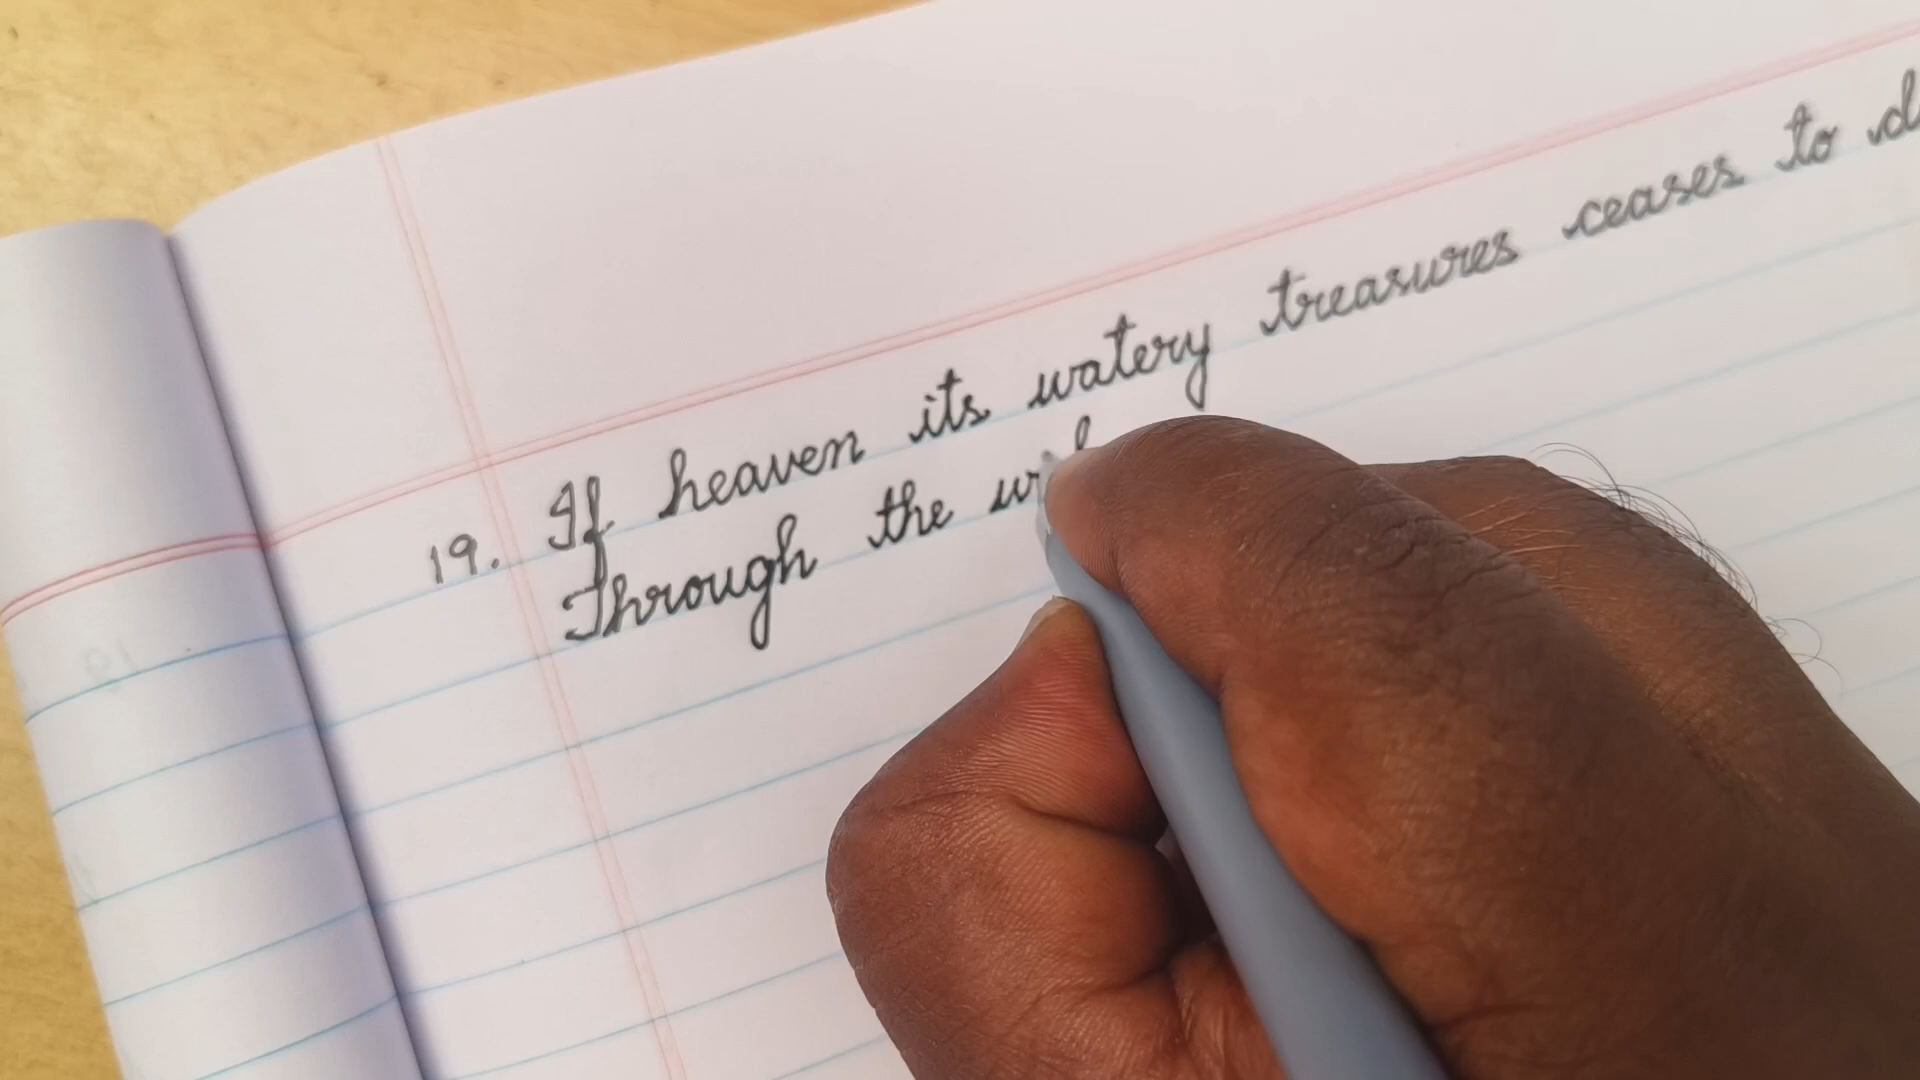 19. If heaven its watery treasures ceases to
Through the